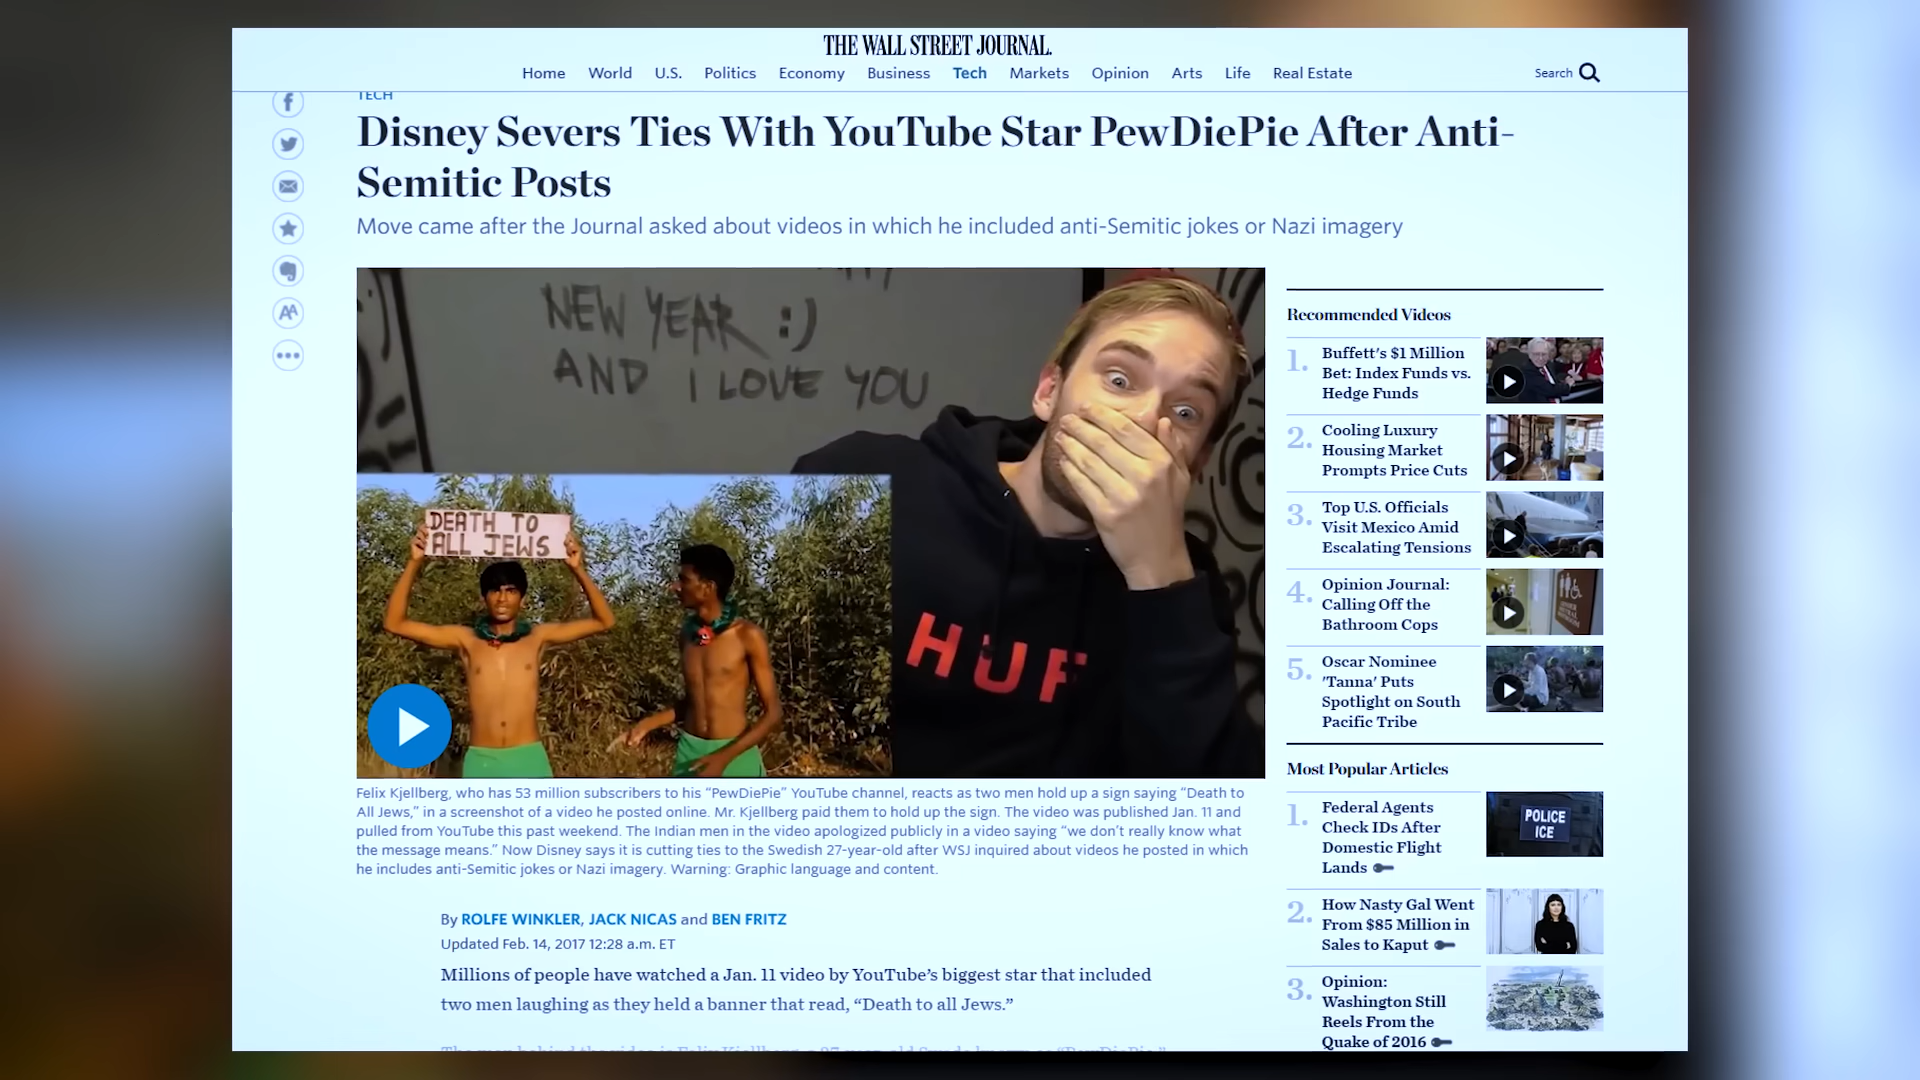 THE WALL STREET JOURNAL.
Home World U.S. Politics Economy Business Tech Markets Opinion Arts Life Real Estate Search
TECH
Disney Severs Ties With YouTube Star PewDiePie After Anti-
Semitic Posts
Move came after the Journal asked about videos in which he included anti-Semitic jokes or Nazi imagery
NEW YEAR :)
AND I LOVE YOU
DEATH TO
ALL JEWS
HUF
Felix Kjellberg, who has 53 million subscribers to his “PewDiePie” YouTube channel, reacts as two men hold up a sign saying “Death to
All Jews,” in a screenshot of a video he posted online. Mr. Kjellberg paid them to hold up the sign. The video was published Jan. 11 and
pulled from YouTube this past weekend. The Indian men in the video apologized publicly in a video saying “we don’t really know what
the message means.” Now Disney says it is cutting ties to the Swedish 27-year-old after WSJ inquired about videos he posted in which
he includes anti-Semitic jokes or Nazi imagery. Warning: Graphic language and content.
By ROLFE WINKLER, JACK NICAS and BEN FRITZ
Updated Feb. 14, 2017 12:28 a.m. ET
Millions of people have watched a Jan. 11 video by YouTube’s biggest star that included
two men laughing as they held a banner that read, “Death to all Jews.”
The man behind the video is Felix Kjellberg, a 27-year-old Swede known as “PewDiePie.”
Recommended Videos
1. Buffett's $1 Million
Bet: Index Funds vs.
Hedge Funds
2. Cooling Luxury
Housing Market
Prompts Price Cuts
3. Top U.S. Officials
Visit Mexico Amid
Escalating Tensions
4. Opinion Journal:
Calling Off the
Bathroom Cops
5. Oscar Nominee
'Tanna' Puts
Spotlight on South
Pacific Tribe
Most Popular Articles
1. Federal Agents
Check IDs After
Domestic Flight
Lands
POLICE
ICE
2. How Nasty Gal Went
From $85 Million in
Sales to Kaput
3. Opinion:
Washington Still
Reels From the
Quake of 2016